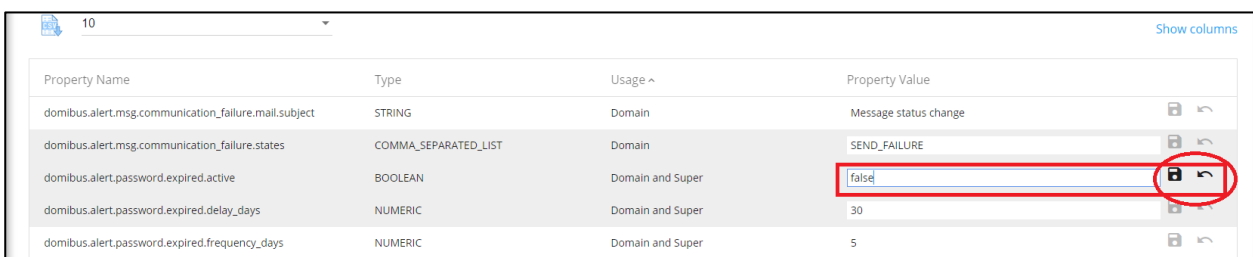 CSV
10
Show columns
Property Name Type Usage Property Value
domibus.alert.msg.communication_failure.mail.subject STRING Domain Message status change
domibus.alert.msg.communication_failure.states COMMA_SEPARATED_LIST Domain SEND_FAILURE
domibus.alert.password.expired.active BOOLEAN Domain and Super false
domibus.alert.password.expired.delay_days NUMERIC Domain and Super 30
domibus.alert.password.expired.frequency_days NUMERIC Domain and Super 5